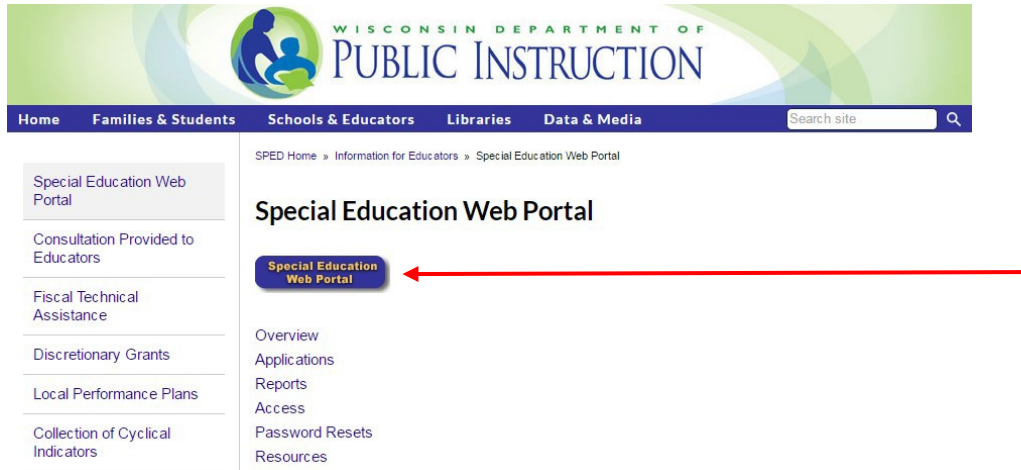 WISCONSIN DEPARTMENT OF
PUBLIC INSTRUCTION
Home Families & Students Schools & Educators Libraries Data & Media Search site
SPED Home » Information for Educators » Special Education Web Portal
Special Education Web
Portal
Consultation Provided to
Educators
Fiscal Technical
Assistance
Discretionary Grants
Local Performance Plans
Collection of Cyclical
Indicators
Special Education Web Portal
Special Education
Web Portal
Overview
Applications
Reports
Access
Password Resets
Resources